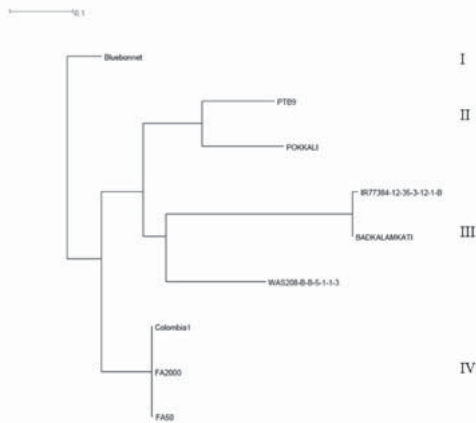 0.1
Bluebonnet
I
PTB9
II
POKKALI
IR77384-12-35-3-12-1-B
BADKALAMKATI
III
WAS208-B-B-5-1-1-3
Colombia1
FA2000
IV
FA50